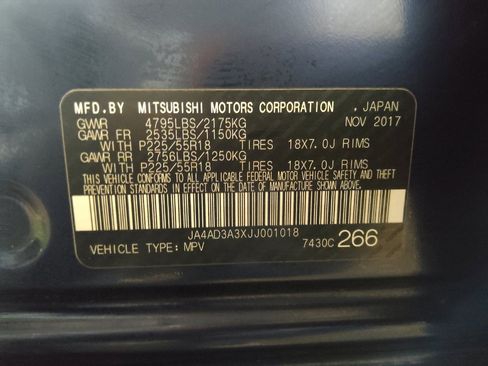 MFD.BY MITSUBISHI MOTORS CORPORATION . JAPAN
GVWR 4795LBS/2175KG NOV 2017
GAWR FR 2535LBS/1150KG
WITH P225/55R18 TIRES 18X7.0J RIMS
GAWR RR 2756LBS/1250KG
WITH P225/55R18 TIRES 18X7.0J RIMS
THIS VEHICLE CONFORMS TO ALL APPLICABLE FEDERAL MOTOR VEHICLE SAFETY AND THEFT
PREVENTION STANDARDS IN EFFECT ON THE DATE OF MANUFACTURE SHOWN ABOVE.
JA4AD3A3XJJ001018
VEHICLE TYPE: MPV 7430C 266